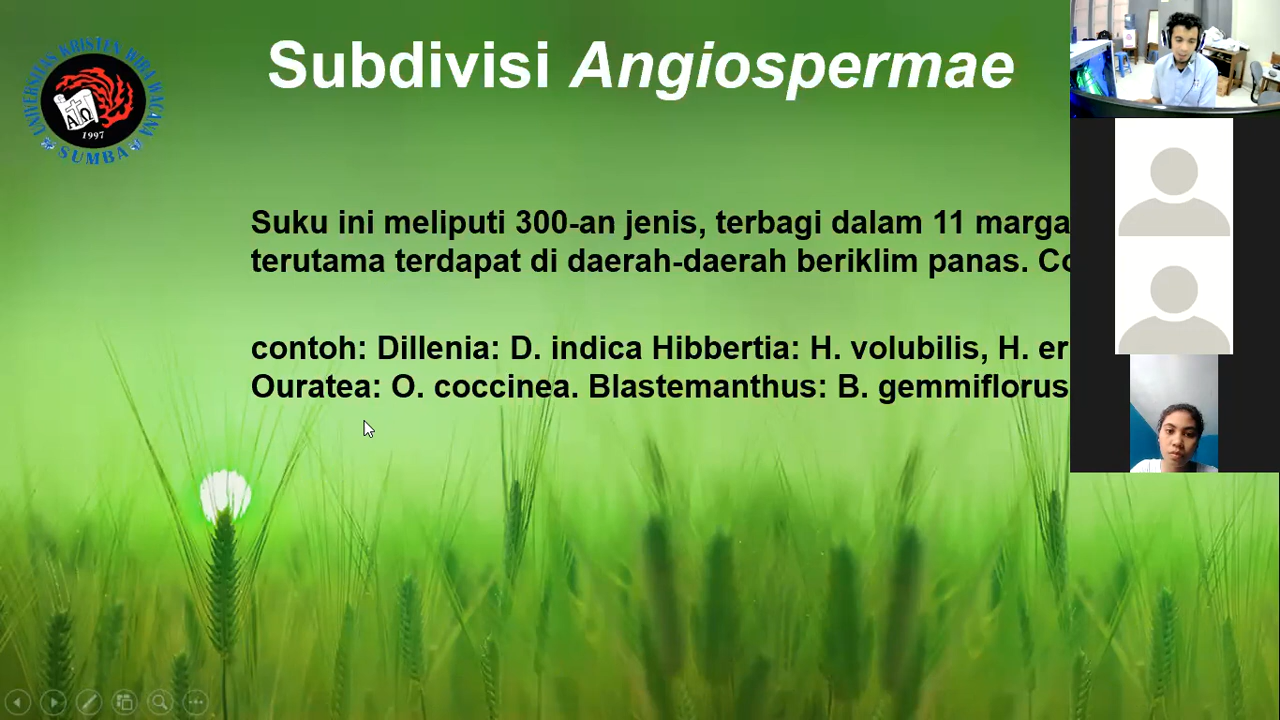 Subdivisi Angiospermae
UNIVERSITAS KRISTEN WIRA WACANA
SUMBA
1997
Suku ini meliputi 300-an jenis, terbagi dalam 11 marga
terutama terdapat di daerah-daerah beriklim panas.
contoh: Dillenia: D. indica Hibbertia: H. volubilis, H.
Ouratea: O. coccinea. Blastemanthus: B. gemmiflorus